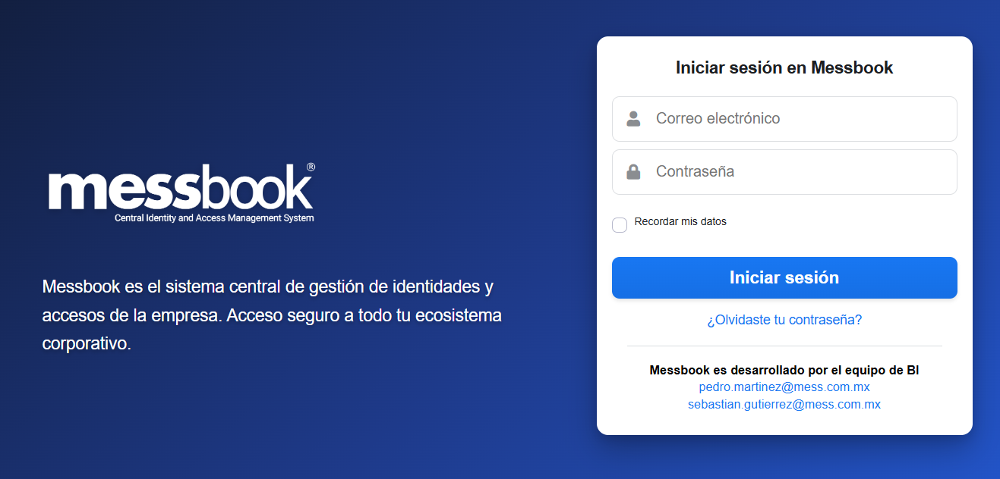 messbook®
Central Identity and Access Management System
Messbook es el sistema central de gestión de identidades y
accesos de la empresa. Acceso seguro a todo tu ecosistema
corporativo.
Iniciar sesión en Messbook
Correo electrónico
Contraseña
Recordar mis datos
Iniciar sesión
¿Olvidaste tu contraseña?
Messbook es desarrollado por el equipo de BI
pedro.martinez@mess.com.mx
sebastian.gutierrez@mess.com.mx